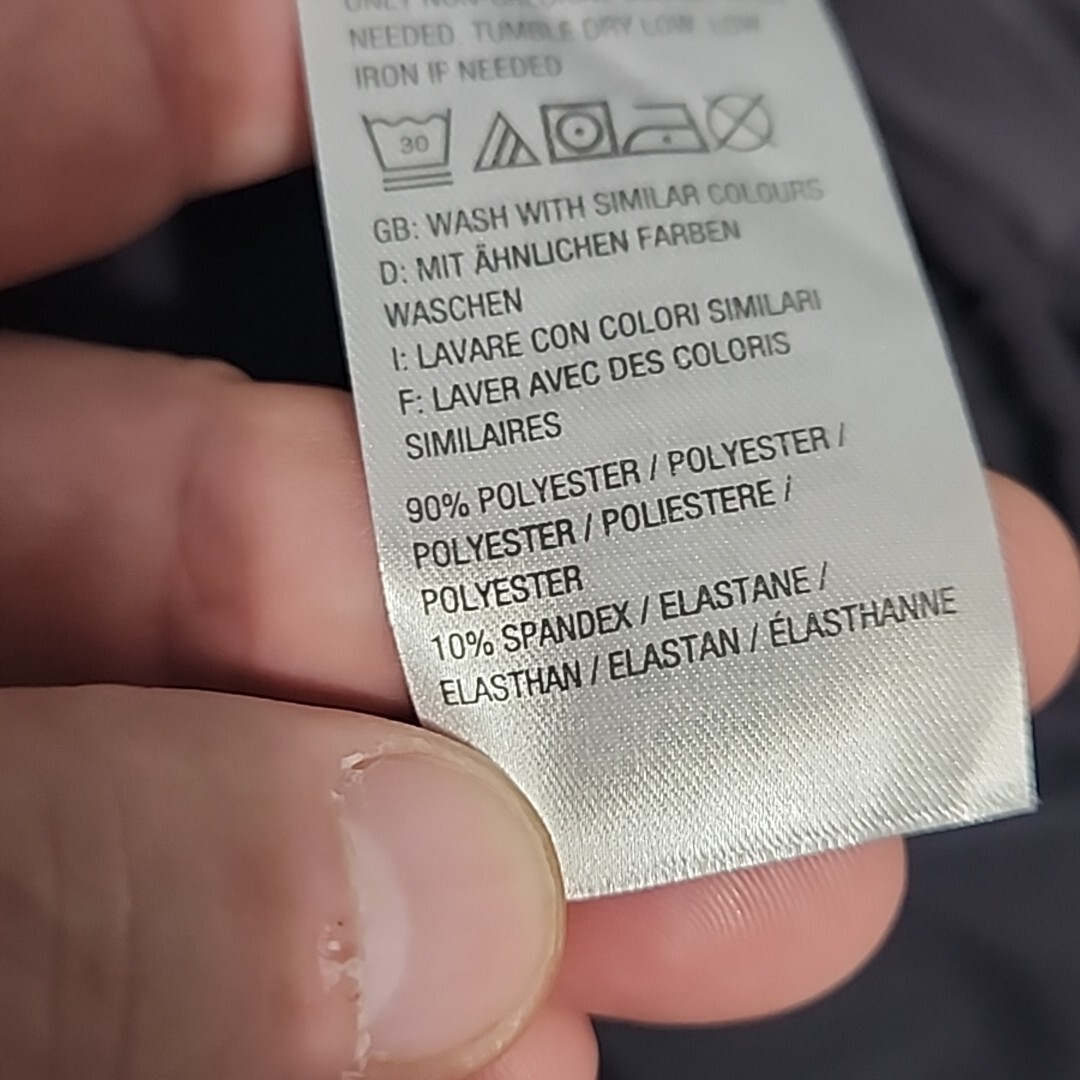 ONLY NON-
NEEDED. TUMBLE DRY LOW. LOW
IRON IF NEEDED
30
GB: WASH WITH SIMILAR COLOURS
D: MIT ÄHNLICHEN FARBEN
WASCHEN
I: LAVARE CON COLORI SIMILARI
F: LAVER AVEC DES COLORIS
SIMILAIRES
90% POLYESTER / POLYESTER /
POLYESTER / POLIESTERE /
POLYESTER
10% SPANDEX / ELASTANE /
ELASTHAN / ELASTAN / ÉLASTHANNE